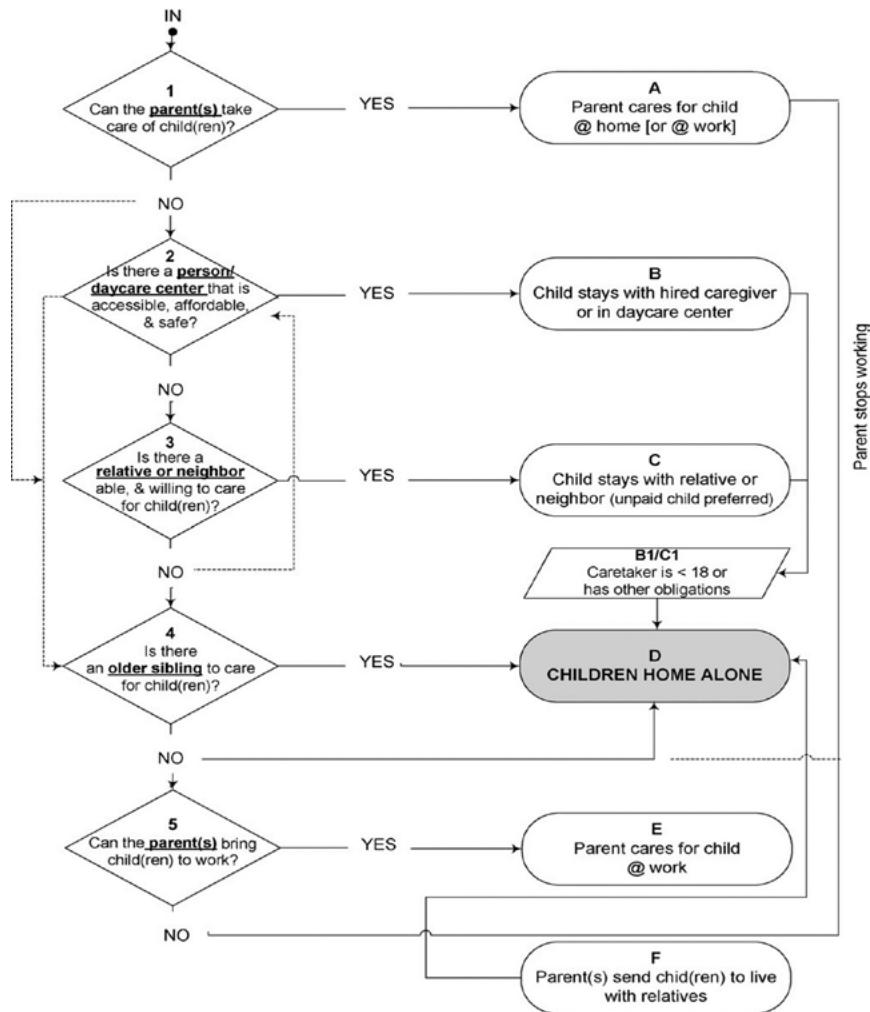 IN
1
Can the parent(s) take
care of child(ren)?
YES
A
Parent cares for child
@ home [or @ work]
NO
2
Is there a person/
daycare center that is
accessible, affordable,
& safe?
YES
B
Child stays with hired caregiver
or in daycare center
NO
Parent stops working
3
Is there a
relative or neighbor
able, & willing to care
for child(ren)?
YES
C
Child stays with relative or
neighbor (unpaid child preferred)
NO
B1/C1
Caretaker is < 18 or
has other obligations
4
Is there
an older sibling to care
for child(ren)?
YES
D
CHILDREN HOME ALONE
NO
5
Can the parent(s) bring
child(ren) to work?
YES
E
Parent cares for child
@ work
NO
F
Parent(s) send chid(ren) to live
with relatives